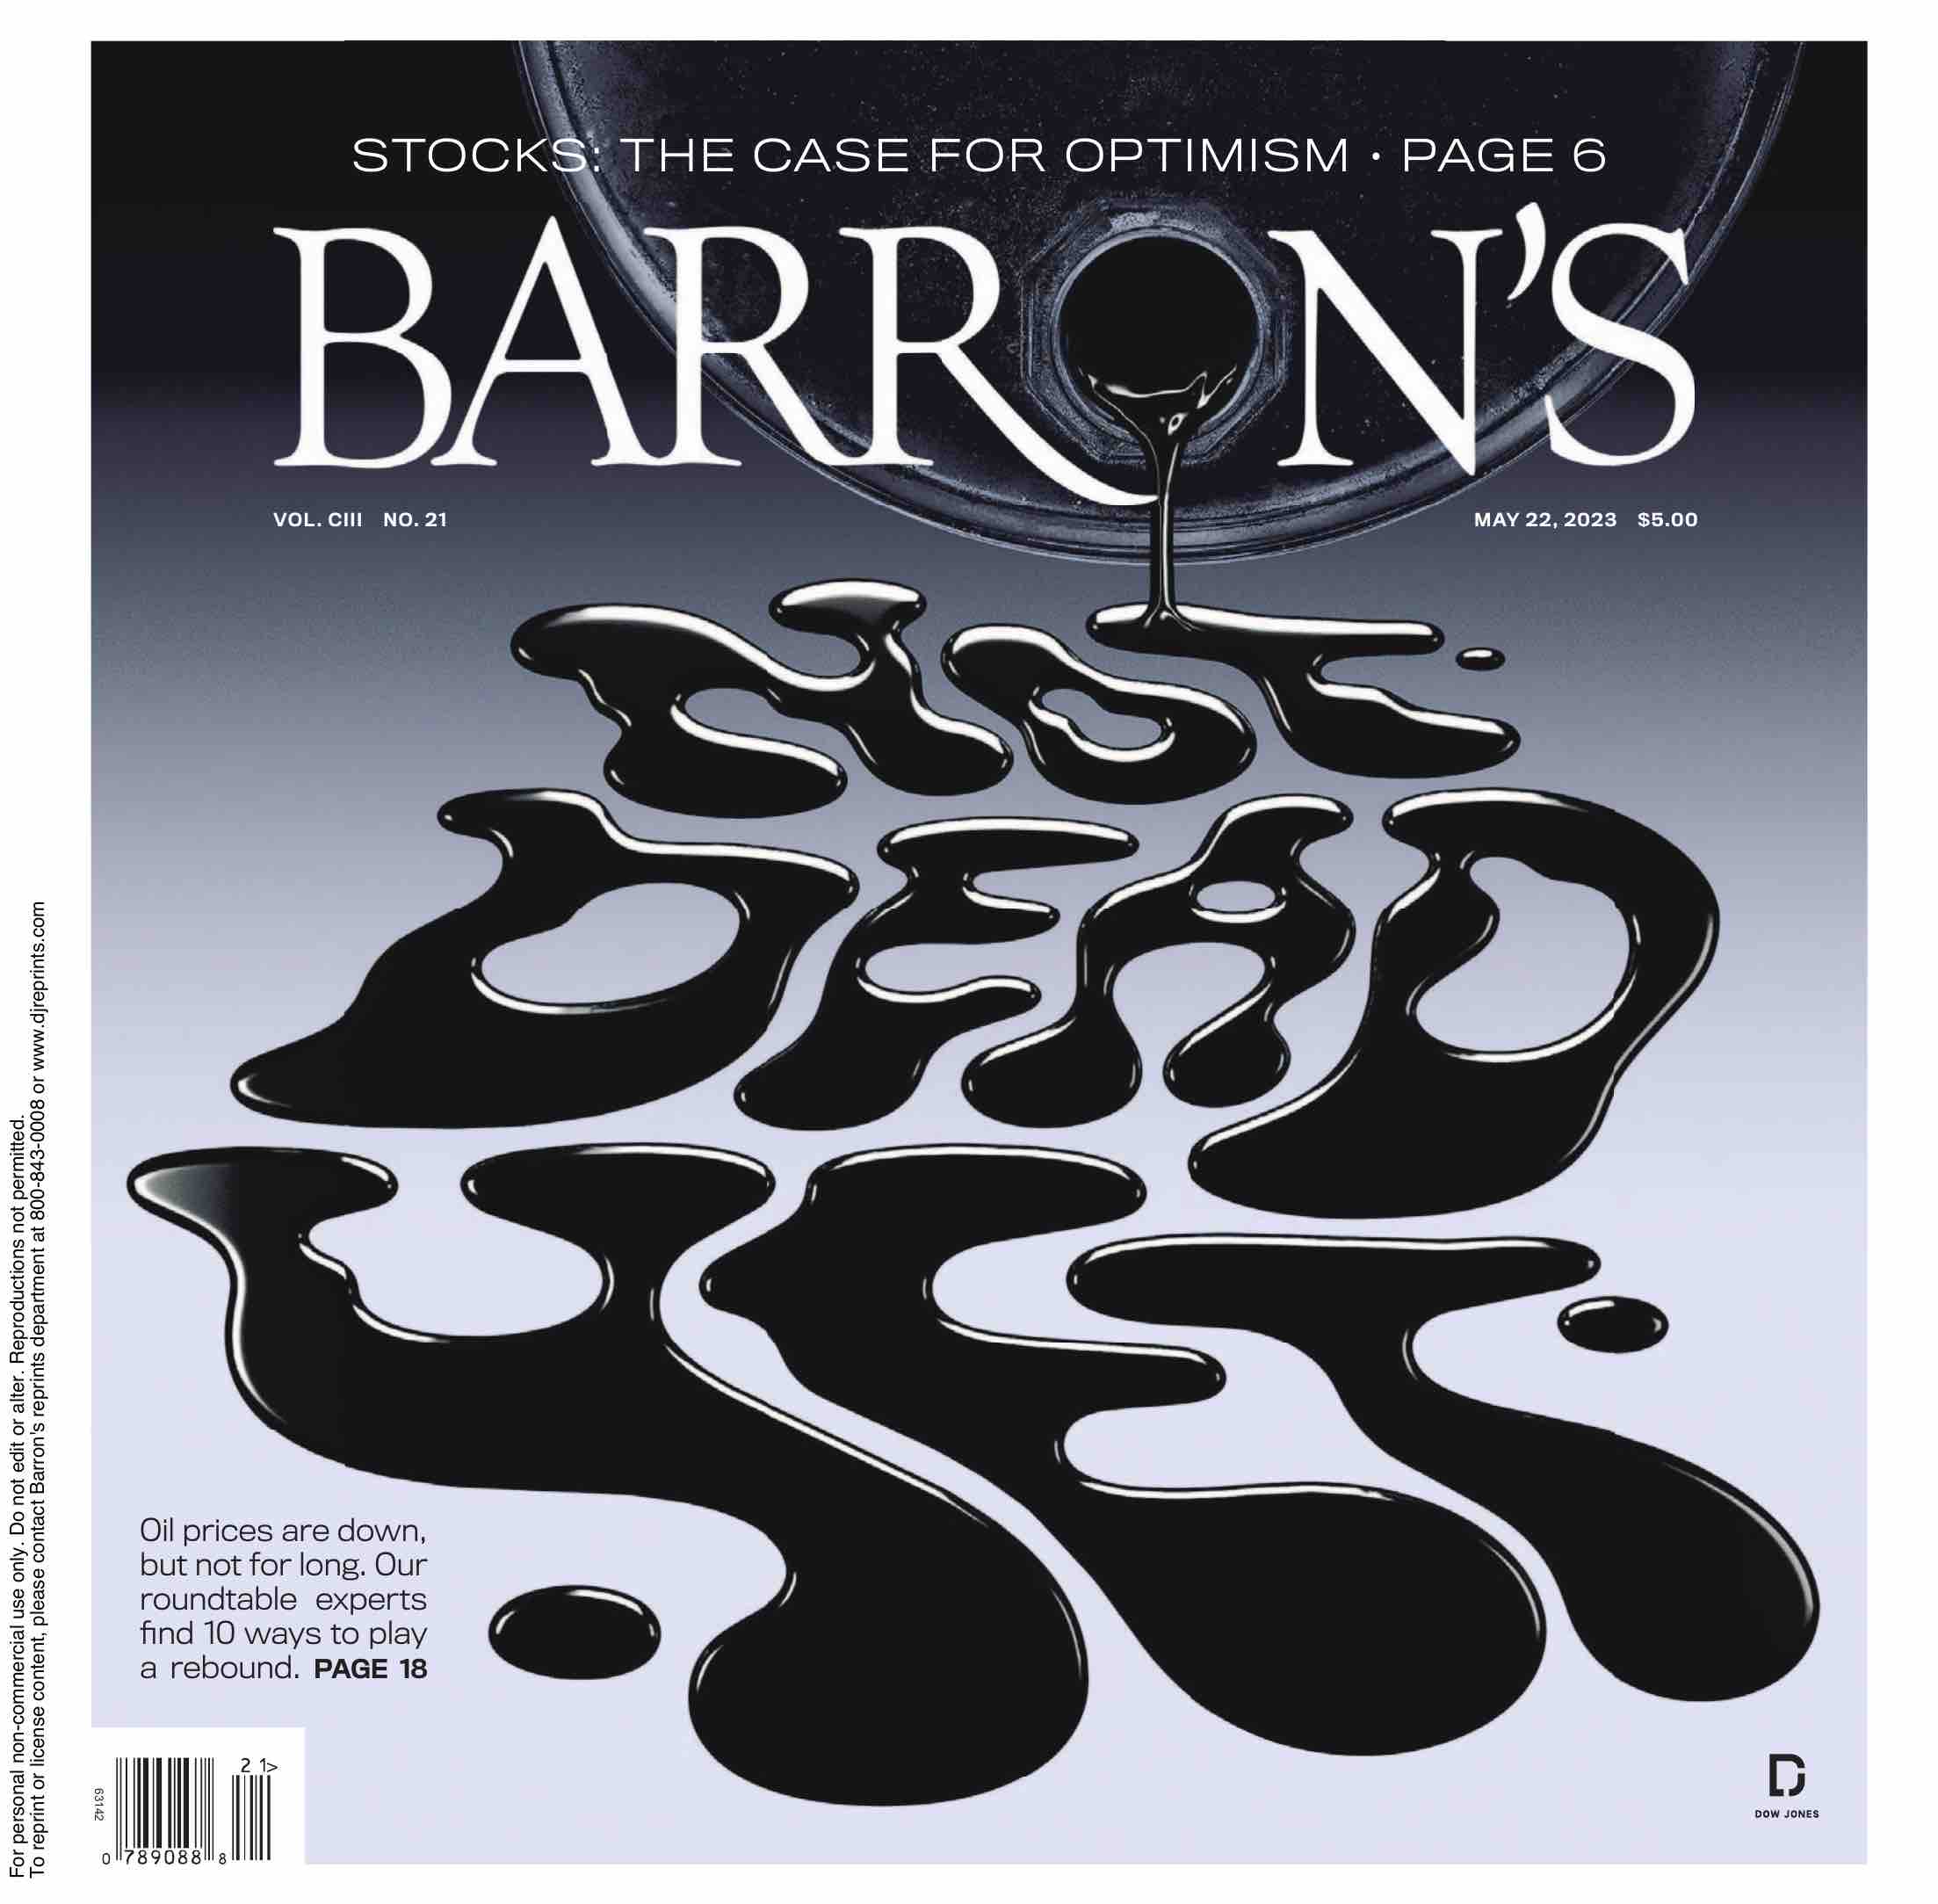 STOCKS: THE CASE FOR OPTIMISM • PAGE 6
BARRON'S
VOL. CIII NO. 21
MAY 22, 2023 $5.00
NOT
DEAD
YET
Oil prices are down,
but not for long. Our
roundtable experts
find 10 ways to play
a rebound. PAGE 18
For personal non-commercial use only. Do not edit or alter. Reproductions not permitted.
To reprint or license content, please contact Barron's reprints department at 800-843-0008 or www.djreprints.com
63142
2 1>
0 789088 8
D
DOW JONES